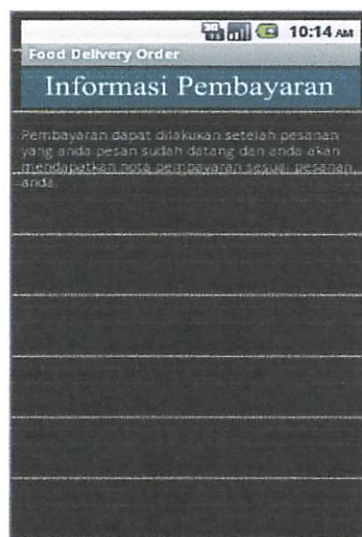 3G
10:14 AM
Food Delivery Order
Informasi Pembayaran
Pembayaran dapat dilakukan setelah pesanan
yang anda pesan sudah datang dan anda akan
mendapatkan nota pembayaran sesuai pesanan
anda.